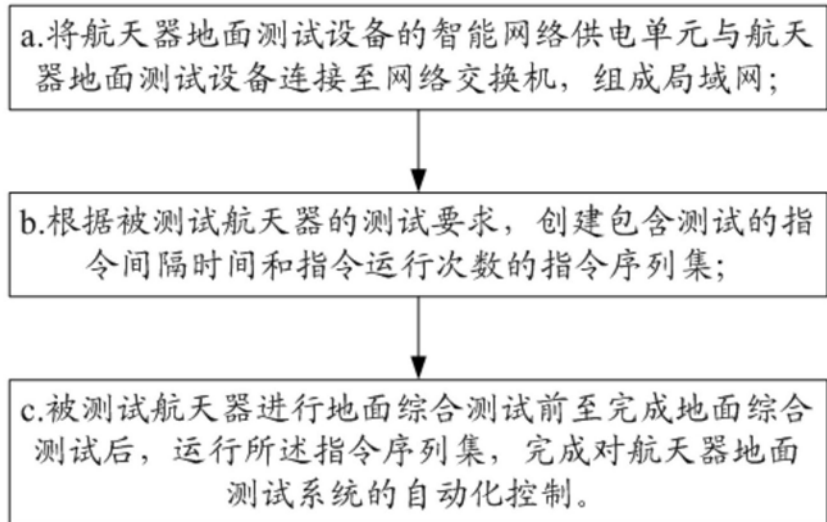 a.将航天器地面测试设备的智能网络供电单元与航天
器地面测试设备连接至网络交换机，组成局域网；
b.根据被测试航天器的测试要求，创建包含测试的指
令间隔时间和指令运行次数的指令序列集；
c.被测试航天器进行地面综合测试前至完成地面综合
测试后，运行所述指令序列集，完成对航天器地面
测试系统的自动化控制。